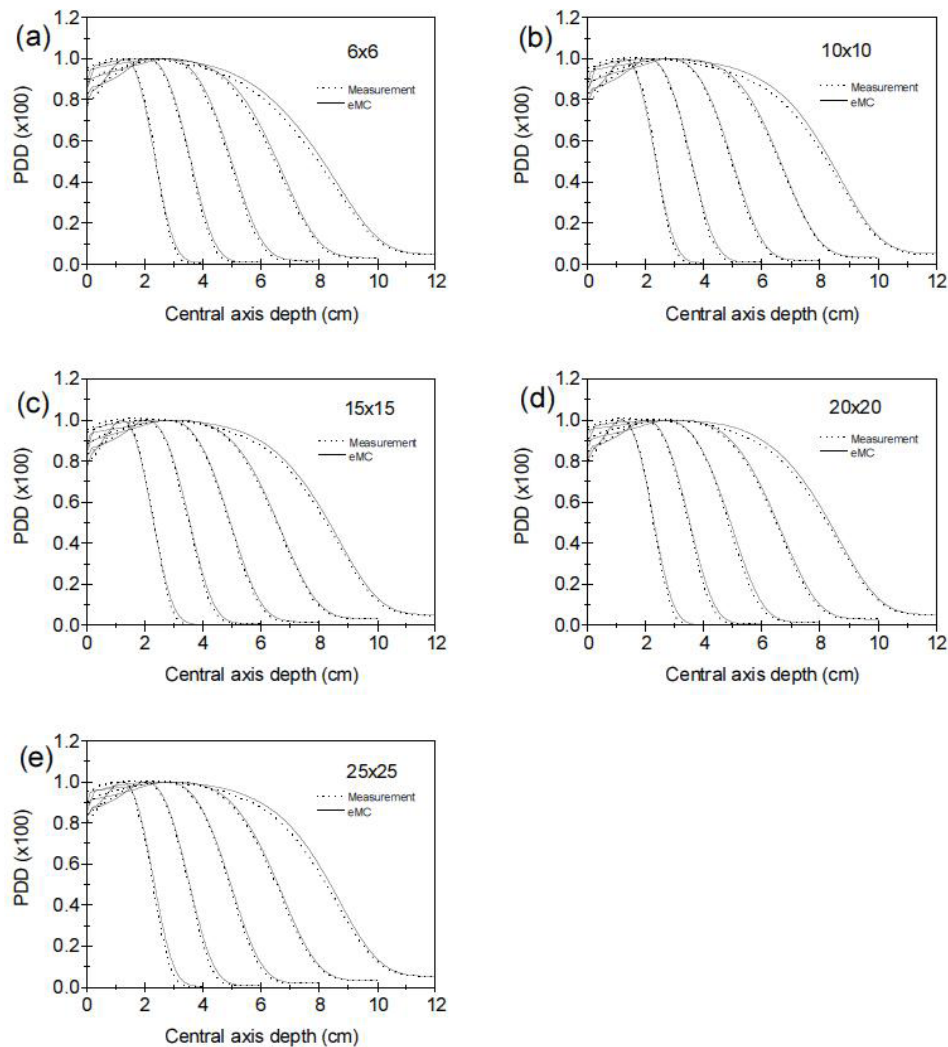 (a)
6x6
Measurement
eMC
PDD (x100)
1.2
1.0
0.8
0.6
0.4
0.2
0.0
0 2 4 6 8 10 12
Central axis depth (cm)
(b)
10x10
Measurement
eMC
PDD (x100)
1.2
1.0
0.8
0.6
0.4
0.2
0.0
0 2 4 6 8 10 12
Central axis depth (cm)
(c)
15x15
Measurement
eMC
PDD (x100)
1.2
1.0
0.8
0.6
0.4
0.2
0.0
0 2 4 6 8 10 12
Central axis depth (cm)
(d)
20x20
Measurement
eMC
PDD (x100)
1.2
1.0
0.8
0.6
0.4
0.2
0.0
0 2 4 6 8 10 12
Central axis depth (cm)
(e)
25x25
Measurement
eMC
PDD (x100)
1.2
1.0
0.8
0.6
0.4
0.2
0.0
0 2 4 6 8 10 12
Central axis depth (cm)